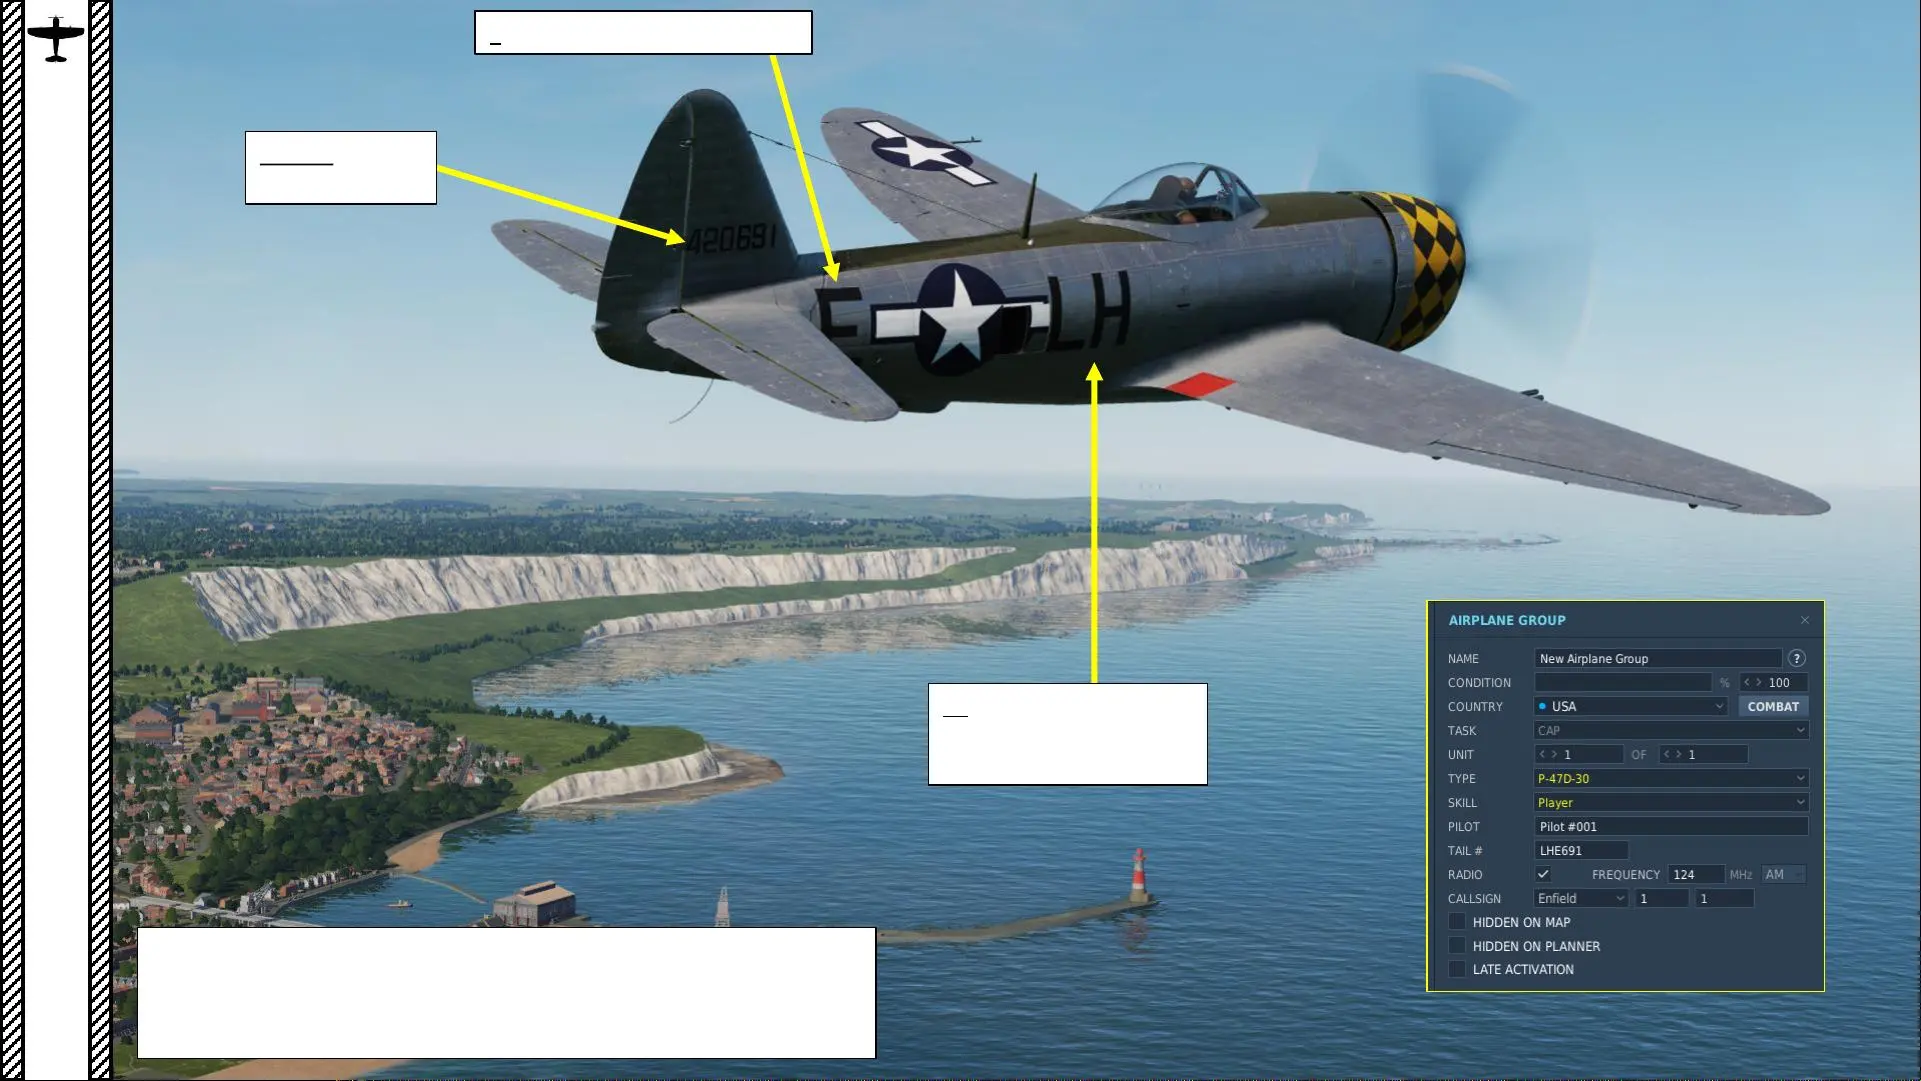 420691
E
LH
AIRPLANE GROUP
NAME New Airplane Group ?
CONDITION % < > 100
COUNTRY USA COMBAT
TASK CAP
UNIT < > 1 OF < > 1
TYPE P-47D-30
SKILL Player
PILOT Pilot #001
TAIL # LHE691
RADIO FREQUENCY 124 MHz AM
CALLSIGN Enfield 1 1
HIDDEN ON MAP
HIDDEN ON PLANNER
LATE ACTIVATION